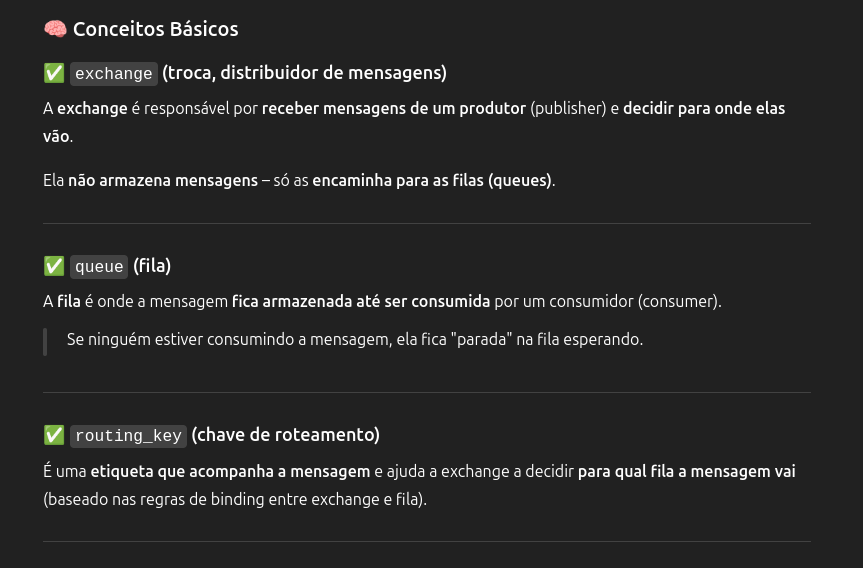 🧠 Conceitos Básicos
✅ exchange (troca, distribuidor de mensagens)
A exchange é responsável por receber mensagens de um produtor (publisher) e decidir para onde elas
vão.
Ela não armazena mensagens – só as encaminha para as filas (queues).
✅ queue (fila)
A fila é onde a mensagem fica armazenada até ser consumida por um consumidor (consumer).
Se ninguém estiver consumindo a mensagem, ela fica "parada" na fila esperando.
✅ routing_key (chave de roteamento)
É uma etiqueta que acompanha a mensagem e ajuda a exchange a decidir para qual fila a mensagem vai
(baseado nas regras de binding entre exchange e fila).